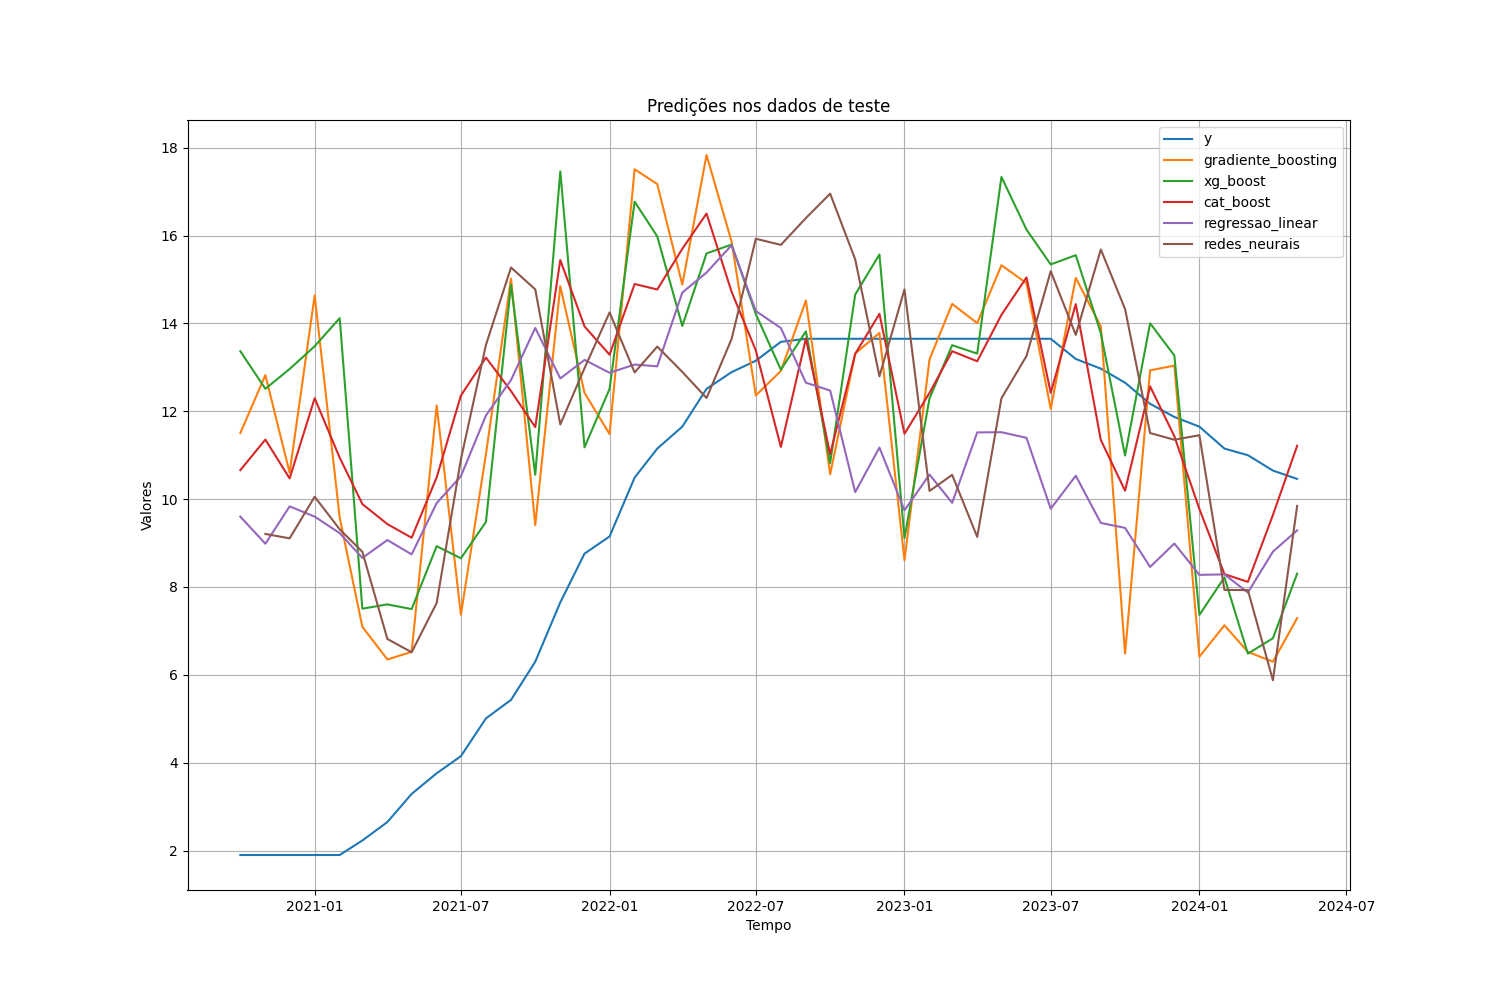 Predições nos dados de teste
y
gradiente_boosting
xg_boost
cat_boost
regressao_linear
redes_neurais
Valores
18
16
14
12
10
8
6
4
2
2021-01 2021-07 2022-01 2022-07 2023-01 2023-07 2024-01 2024-07
Tempo